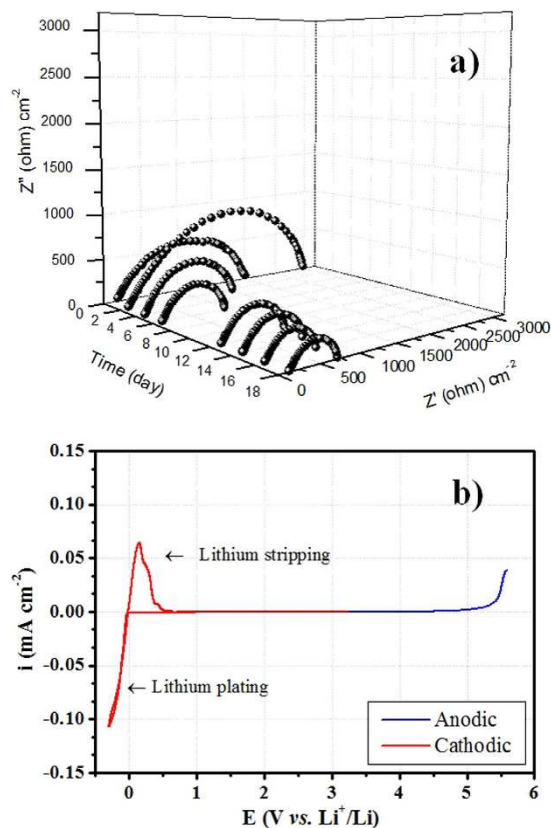 a)
Z'' (ohm) cm-2
3000
2500
2000
1500
1000
500
0
0 2 4 6 8 10 12 14 16 18
Time (day)
0 500 1000 1500 2000 2500 3000
Z' (ohm) cm-2
b)
i (mA cm-2)
0.15
0.10
0.05
0.00
-0.05
-0.10
-0.15
← Lithium stripping
← Lithium plating
Anodic
Cathodic
0 1 2 3 4 5 6
E (V vs. Li+/Li)